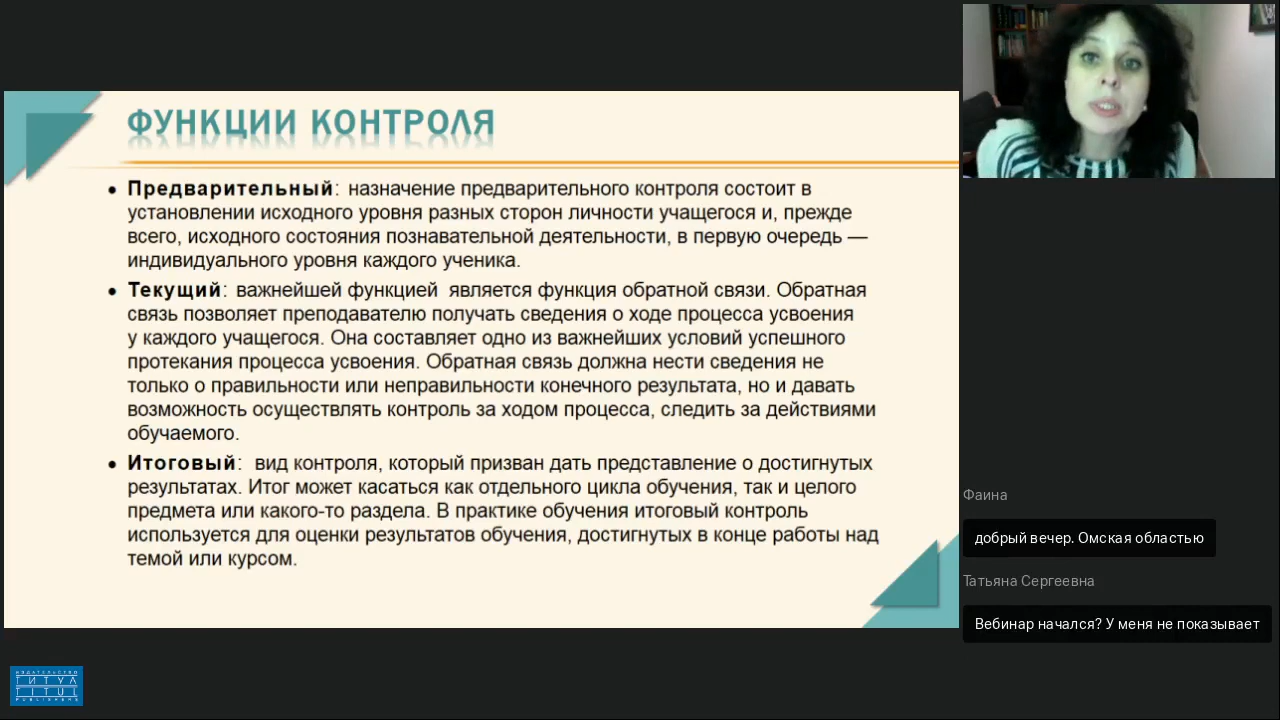 ФУНКЦИИ КОНТРОЛЯ
• Предварительный: назначение предварительного контроля состоит в
установлении исходного уровня разных сторон личности учащегося и, прежде
всего, исходного состояния познавательной деятельности, в первую очередь —
индивидуального уровня каждого ученика.
• Текущий: важнейшей функцией является функция обратной связи. Обратная
связь позволяет преподавателю получать сведения о ходе процесса усвоения
у каждого учащегося. Она составляет одно из важнейших условий успешного
протекания процесса усвоения. Обратная связь должна нести сведения не
только о правильности или неправильности конечного результата, но и давать
возможность осуществлять контроль за ходом процесса, следить за действиями
обучаемого.
• Итоговый: вид контроля, который призван дать представление о достигнутых
результатах. Итог может касаться как отдельного цикла обучения, так и целого
предмета или какого-то раздела. В практике обучения итоговый контроль
используется для оценки результатов обучения, достигнутых в конце работы над
темой или курсом.
Фаина
добрый вечер. Омская областью
Татьяна Сергеевна
Вебинар начался? У меня не показывает
ИЗДАТЕЛЬСТВО
ТИТУЛ
TITUL
PUBLISHERS